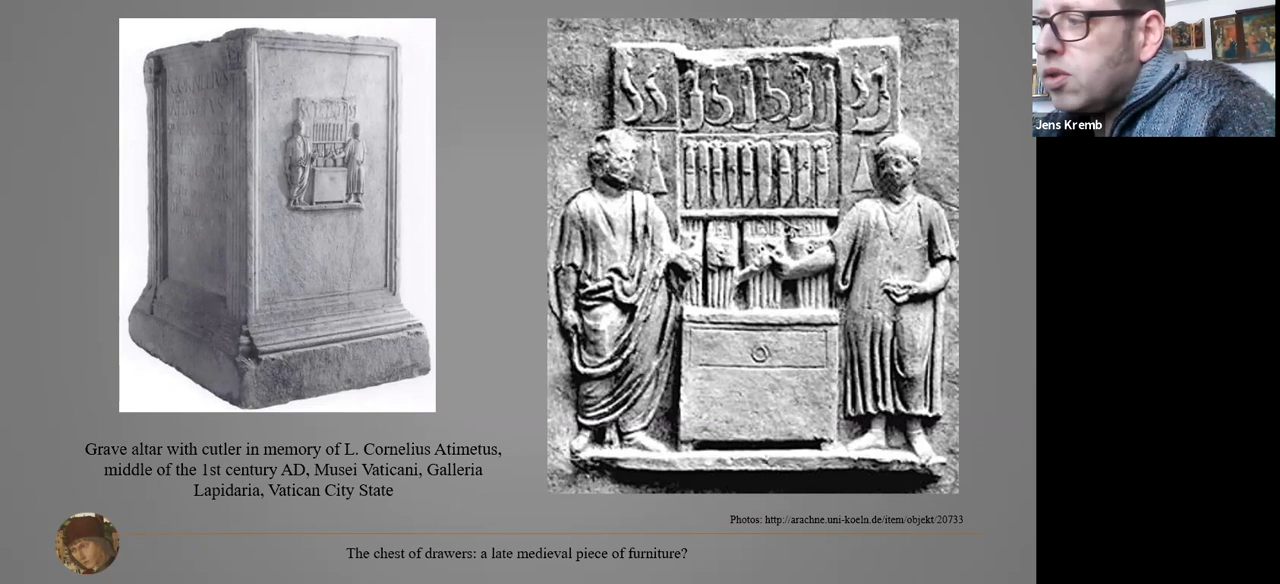 Jens Kremb
Grave altar with cutler in memory of L. Cornelius Atimetus,
middle of the 1st century AD, Musei Vaticani, Galleria
Lapidaria, Vatican City State
Photos: http://arachne.uni-koeln.de/item/objekt/20733
The chest of drawers: a late medieval piece of furniture?